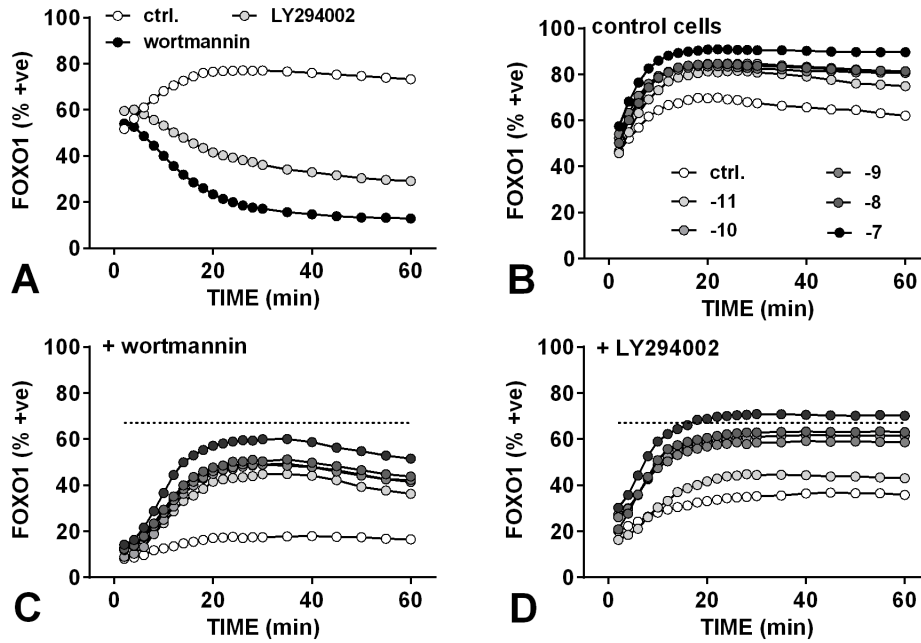 ctrl. LY294002
wortmannin
100
80
60
40
20
0
FOXO1 (% +ve)
0 20 40 60
TIME (min)
A
control cells
100
80
60
40
20
0
FOXO1 (% +ve)
ctrl. -9
-11 -8
-10 -7
0 20 40 60
TIME (min)
B
+ wortmannin
100
80
60
40
20
0
FOXO1 (% +ve)
0 20 40 60
TIME (min)
C
+ LY294002
100
80
60
40
20
0
FOXO1 (% +ve)
0 20 40 60
TIME (min)
D